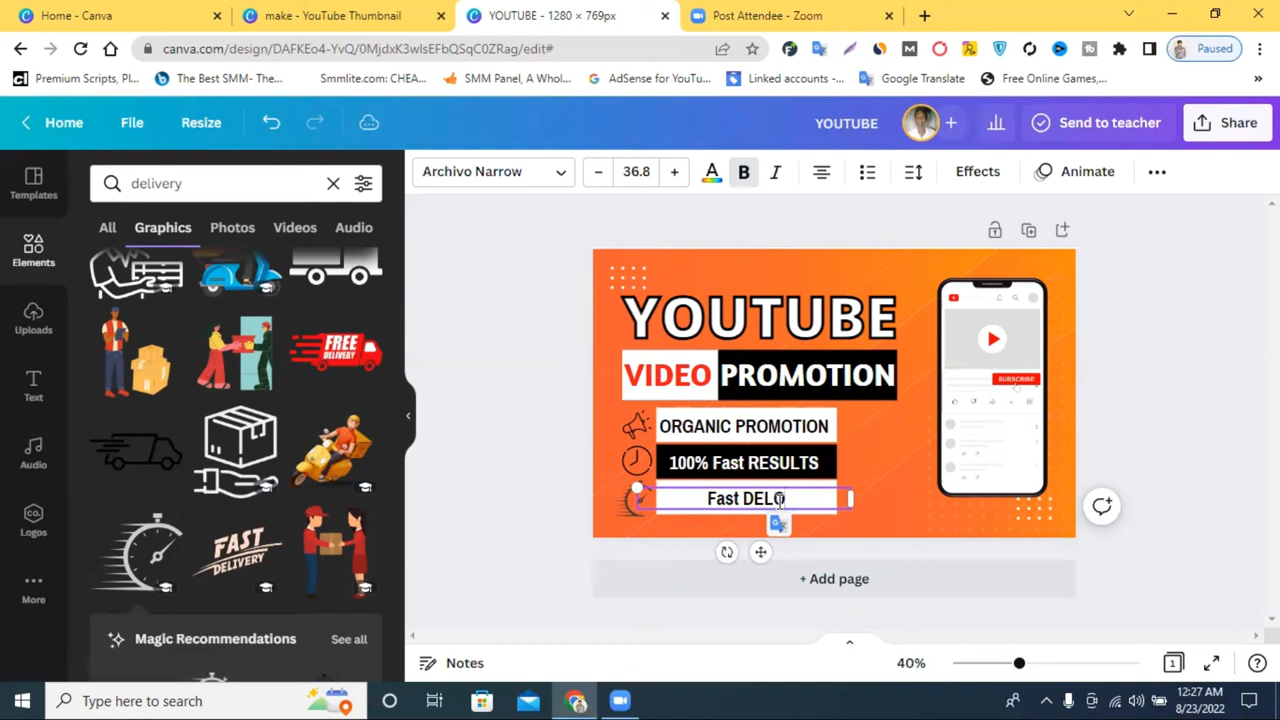 Home - Canva
make - YouTube Thumbnail
YOUTUBE - 1280 × 769px
Post Attendee - Zoom
canva.com/design/DAFKEo4-YvQ/0MjdxK3wIsEFbQSqC0ZRag/edit#
Paused
Premium Scripts, Pl...
The Best SMM- The...
Smmlite.com: CHEA...
SMM Panel, A Whol...
AdSense for YouTu...
Linked accounts -...
Google Translate
Free Online Games,...
Home
File
Resize
YOUTUBE
Send to teacher
Share
Templates
Elements
Uploads
Text
Audio
Logos
More
delivery
All
Graphics
Photos
Videos
Audio
FREE
DELIVERY
FAST
DELIVERY
Magic Recommendations
See all
Archivo Narrow
36.8
A
B
I
Effects
Animate
YOUTUBE
VIDEO PROMOTION
ORGANIC PROMOTION
100% Fast RESULTS
Fast DELO
SUBSCRIBE
+ Add page
Notes
40%
1
Type here to search
12:27 AM
8/23/2022